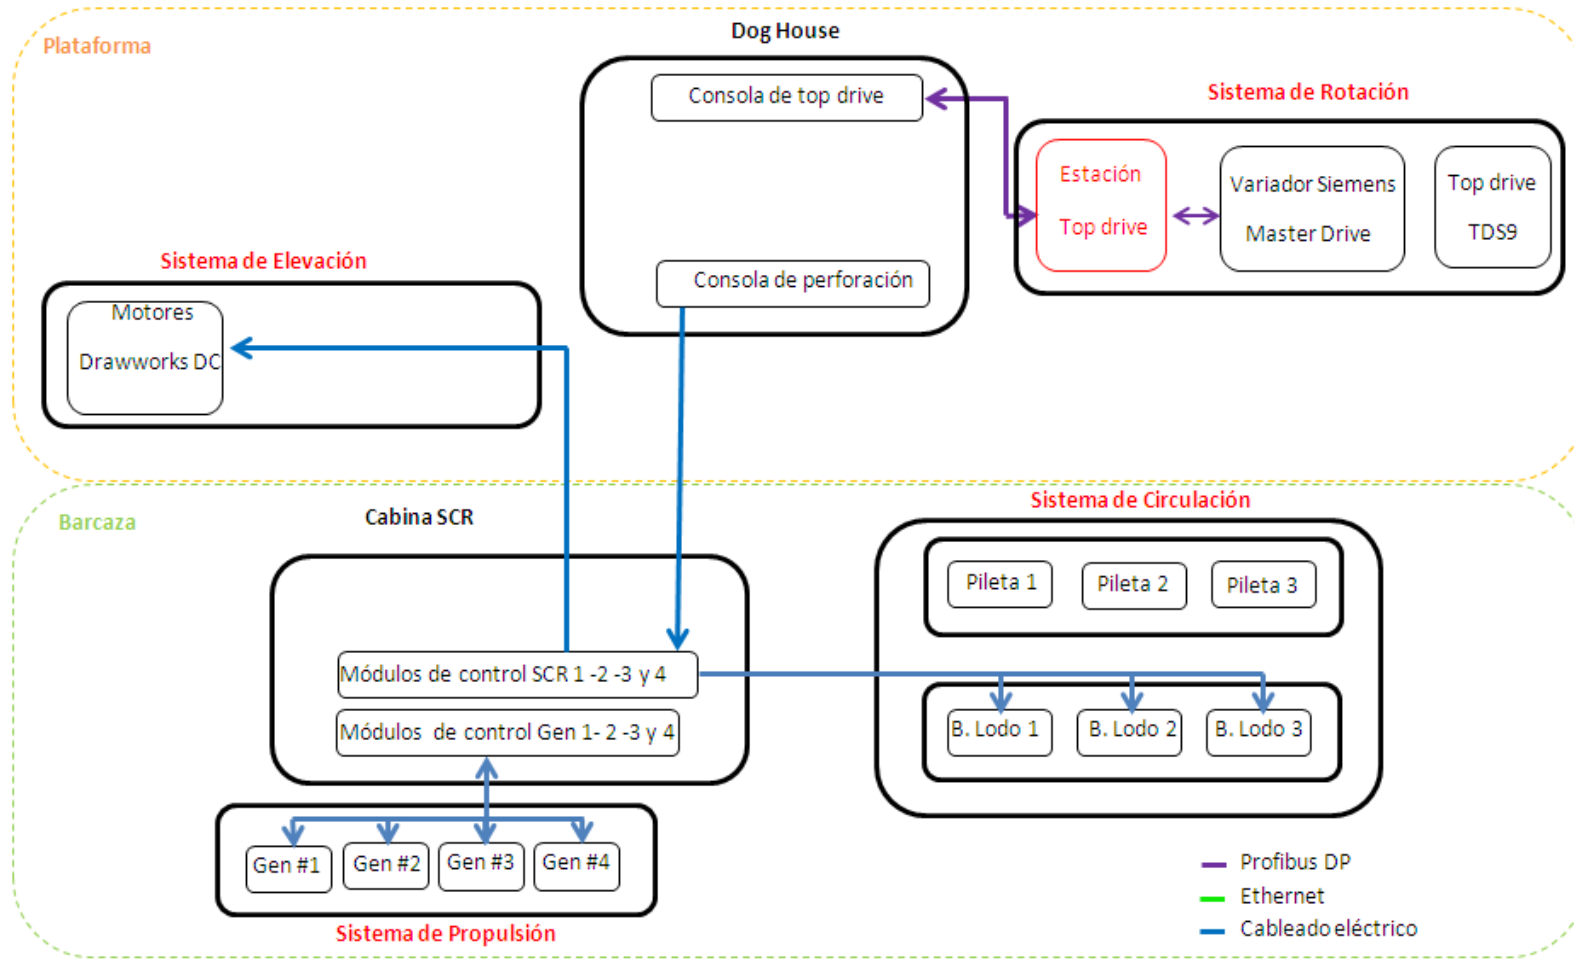 Dog House
Plataforma
Consola de top drive
Sistema de Rotación
Estación
Top drive
Variador Siemens
Master Drive
Top drive
TDS9
Consola de perforación
Sistema de Elevación
Motores
Drawworks DC
Barcaza
Cabina SCR
Sistema de Circulación
Pileta 1
Pileta 2
Pileta 3
Módulos de control SCR 1 -2 -3 y 4
Módulos de control Gen 1- 2 -3 y 4
B. Lodo 1
B. Lodo 2
B. Lodo 3
Gen #1
Gen #2
Gen #3
Gen #4
Sistema de Propulsión
Profibus DP
Ethernet
Cableado eléctrico